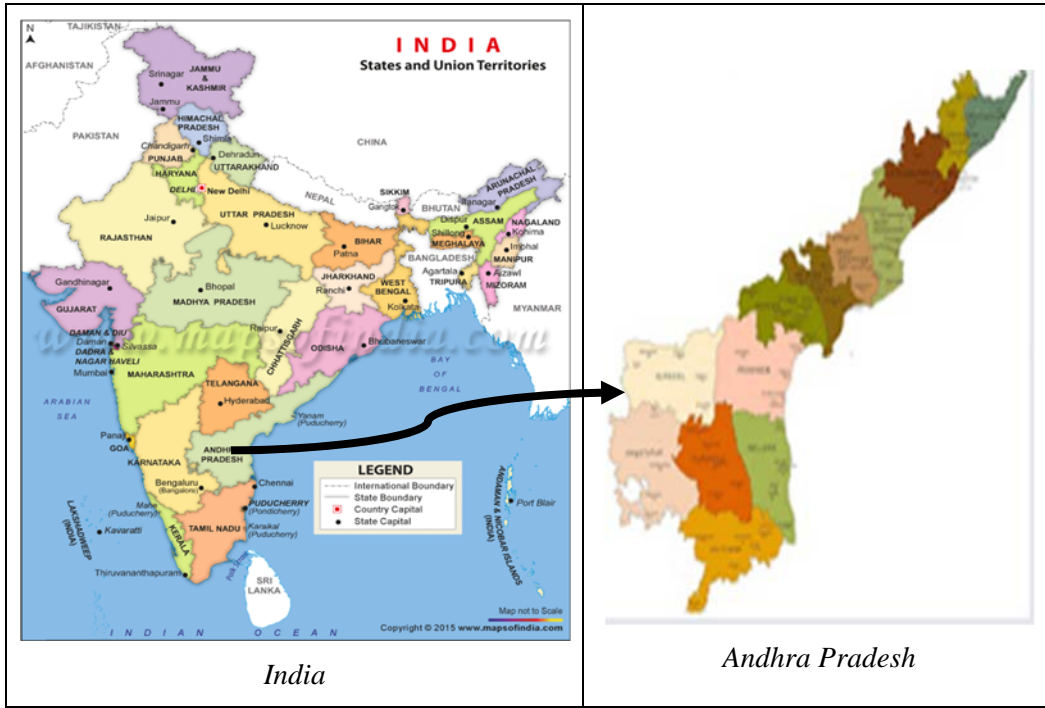 N
TAJIKISTAN
INDIA
States and Union Territories
AFGHANISTAN
Srinagar
JAMMU
&
KASHMIR
Jammu
HIMACHAL
PRADESH
Shimla
PAKISTAN
CHINA
Chandigarh
PUNJAB
Dehradun
UTTARAKHAND
HARYANA
DELHI
New Delhi
NEPAL
SIKKIM
Gangtok
BHUTAN
ARUNACHAL
PRADESH
Itanagar
Dispur
ASSAM
NAGALAND
Kohima
Shillong
MEGHALAYA
Imphal
MANIPUR
BANGLADESH
Agartala
TRIPURA
Aizawl
MIZORAM
MYANMAR
Jaipur
RAJASTHAN
UTTAR PRADESH
Lucknow
BIHAR
Patna
JHARKHAND
Ranchi
WEST
BENGAL
Kolkata
Gandhinagar
GUJARAT
Bhopal
MADHYA PRADESH
Raipur
CHHATTISGARH
ODISHA
Bhubaneswar
www.mapsofindia.com
DAMAN & DIU
Daman
Silvassa
DADRA &
NAGAR HAVELI
Mumbai
MAHARASHTRA
TELANGANA
Hyderabad
BAY
OF
BENGAL
ARABIAN
SEA
Yanam
(Puducherry)
Panaji
GOA
KARNATAKA
ANDH
PRADESH
Bengaluru
(Bangalore)
Chennai
LEGEND
International Boundary
State Boundary
Country Capital
State Capital
Mahe
(Puducherry)
PUDUCHERRY
(Pondicherry)
Karaikal
(Puducherry)
TAMIL NADU
KERALA
LAKSHADWEEP
(INDIA)
Kavaratti
Thiruvananthapuram
SRI
LANKA
ANDAMAN & NICOBAR ISLANDS
(INDIA)
Port Blair
Map not to Scale
Copyright © 2015 www.mapsofindia.com
INDIAN OCEAN
India
Andhra Pradesh